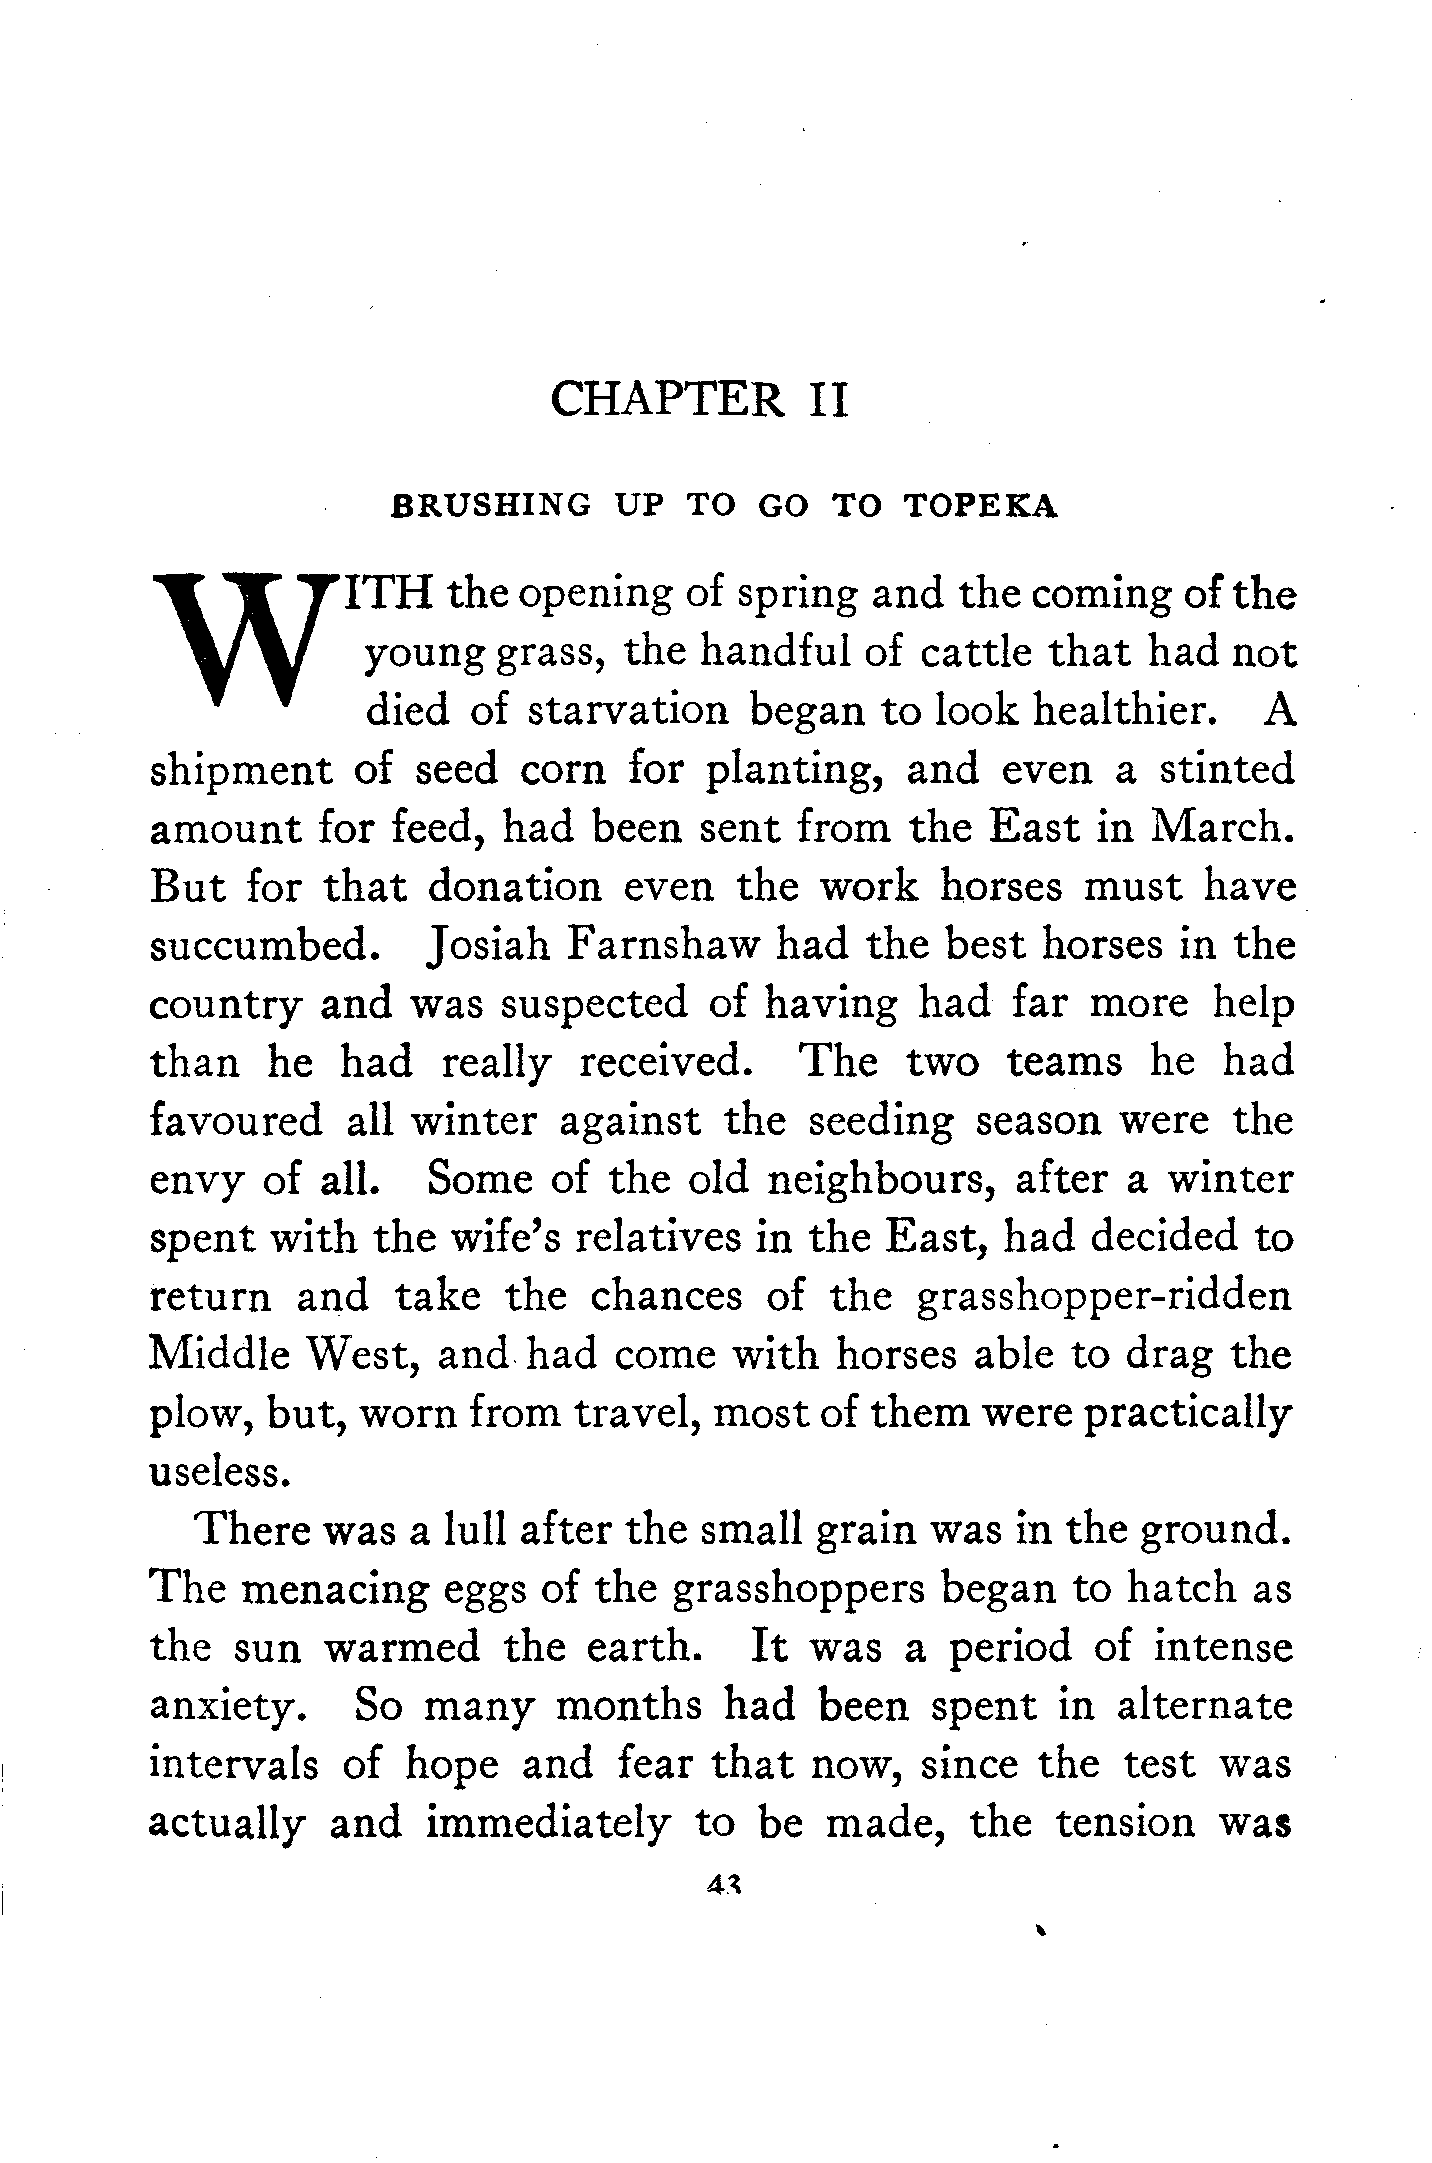 CHAPTER II
BRUSHING UP TO GO TO TOPEKA
WITH the opening of spring and the coming of the
young grass, the handful of cattle that had not
died of starvation began to look healthier. A
shipment of seed corn for planting, and even a stinted
amount for feed, had been sent from the East in March.
But for that donation even the work horses must have
succumbed. Josiah Farnshaw had the best horses in the
country and was suspected of having had far more help
than he had really received. The two teams he had
favoured all winter against the seeding season were the
envy of all. Some of the old neighbours, after a winter
spent with the wife's relatives in the East, had decided to
return and take the chances of the grasshopper-ridden
Middle West, and had come with horses able to drag the
plow, but, worn from travel, most of them were practically
useless.
There was a lull after the small grain was in the ground.
The menacing eggs of the grasshoppers began to hatch as
the sun warmed the earth. It was a period of intense
anxiety. So many months had been spent in alternate
intervals of hope and fear that now, since the test was
actually and immediately to be made, the tension was
43